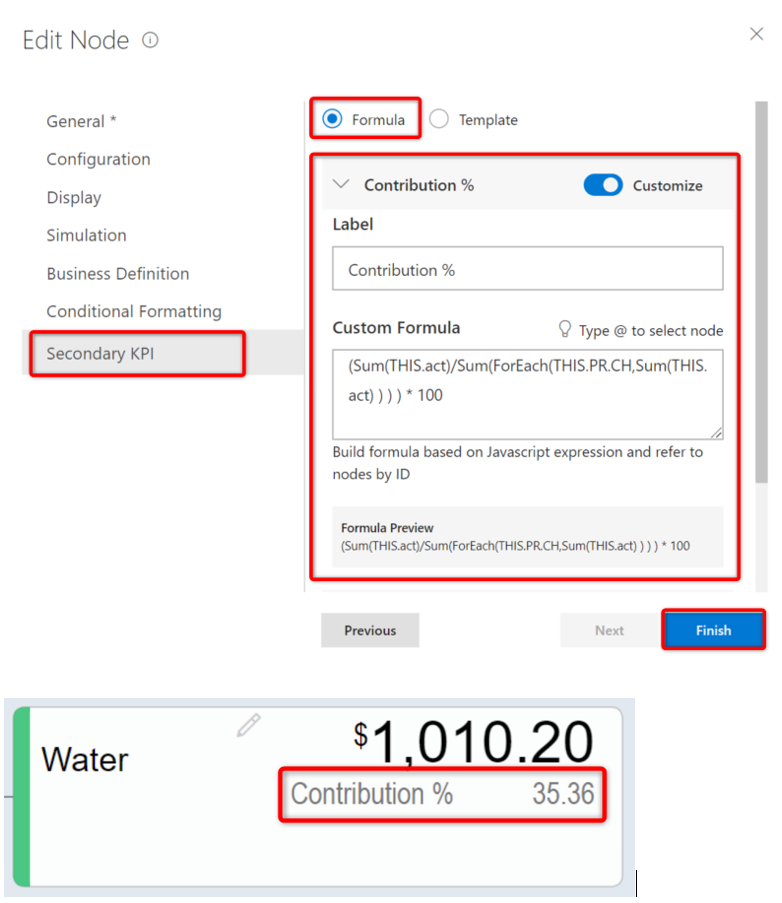 Edit Node
General *
Configuration
Display
Simulation
Business Definition
Conditional Formatting
Secondary KPI
Formula
Template
Contribution %
Customize
Label
Contribution %
Custom Formula
Type @ to select node
(Sum(THIS.act)/Sum(ForEach(THIS.PR.CH,Sum(THIS.
act) ) ) ) * 100
Build formula based on Javascript expression and refer to
nodes by ID
Formula Preview
(Sum(THIS.act)/Sum(ForEach(THIS.PR.CH,Sum(THIS.act) ) ) ) * 100
Previous
Next
Finish
Water
$1,010.20
Contribution % 35.36